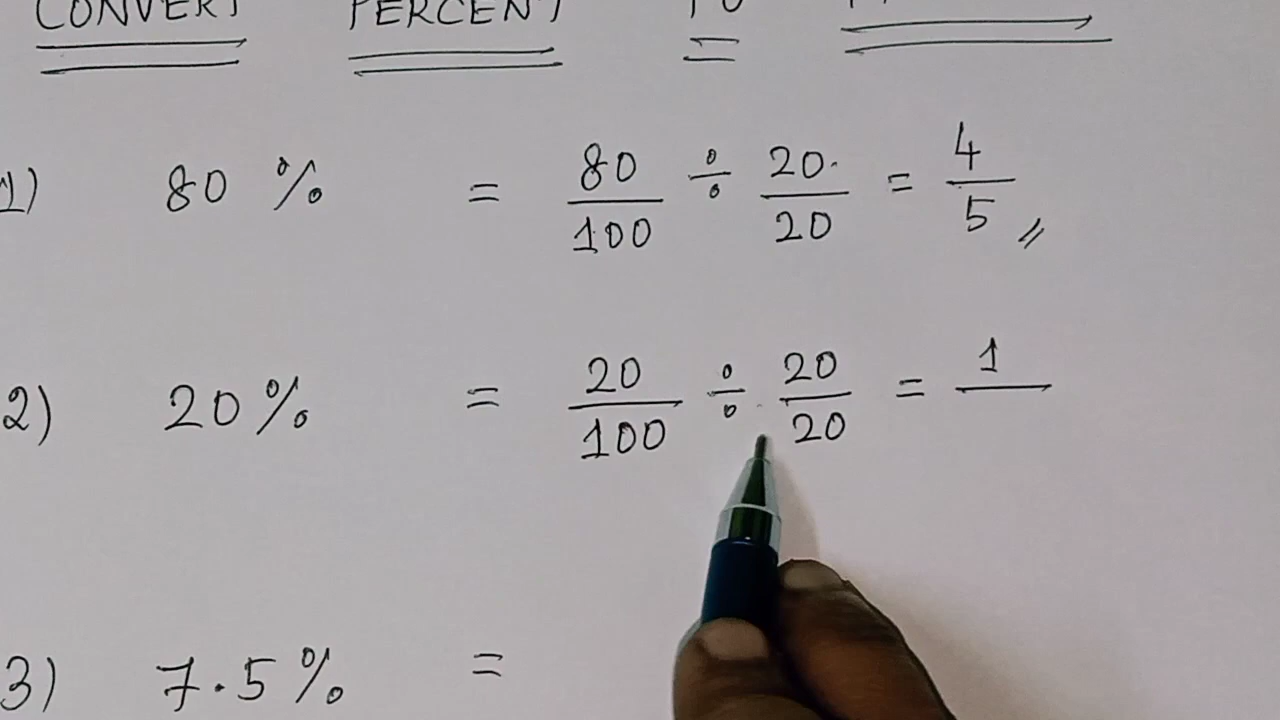 CONVERT PERCENT TO
1) 80 % = 80/100 ÷ 20/20 = 4/5 //
2) 20% = 20/100 ÷ 20/20 = 1/
3) 7.5% =